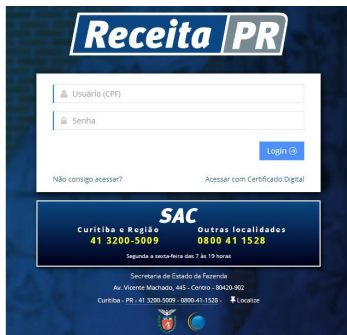 Receita PR
Usuário (CPF)
Senha
Login
Não consigo acessar? Acessar com Certificado Digital
SAC
Curitiba e Região Outras localidades
41 3200-5009 0800 41 1528
Segunda a sexta-feira das 7 às 19 horas
Secretaria de Estado da Fazenda
Av. Vicente Machado, 445 - Centro - 80420-902
Curitiba - PR - 41 3200-5009 - 0800-41-1528 - Localize